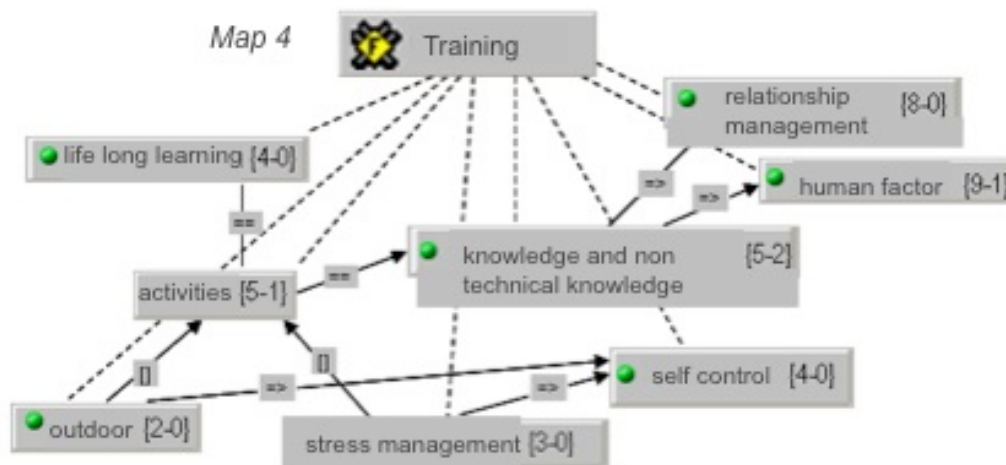 Map 4
F
Training
relationship {8-0}
management
life long learning {4-0}
=>
human factor {9-1}
=>
==
knowledge and non {5-2}
technical knowledge
activities {5-1}
==
[]
[]
self control {4-0}
=>
=>
outdoor {2-0}
stress management {3-0}